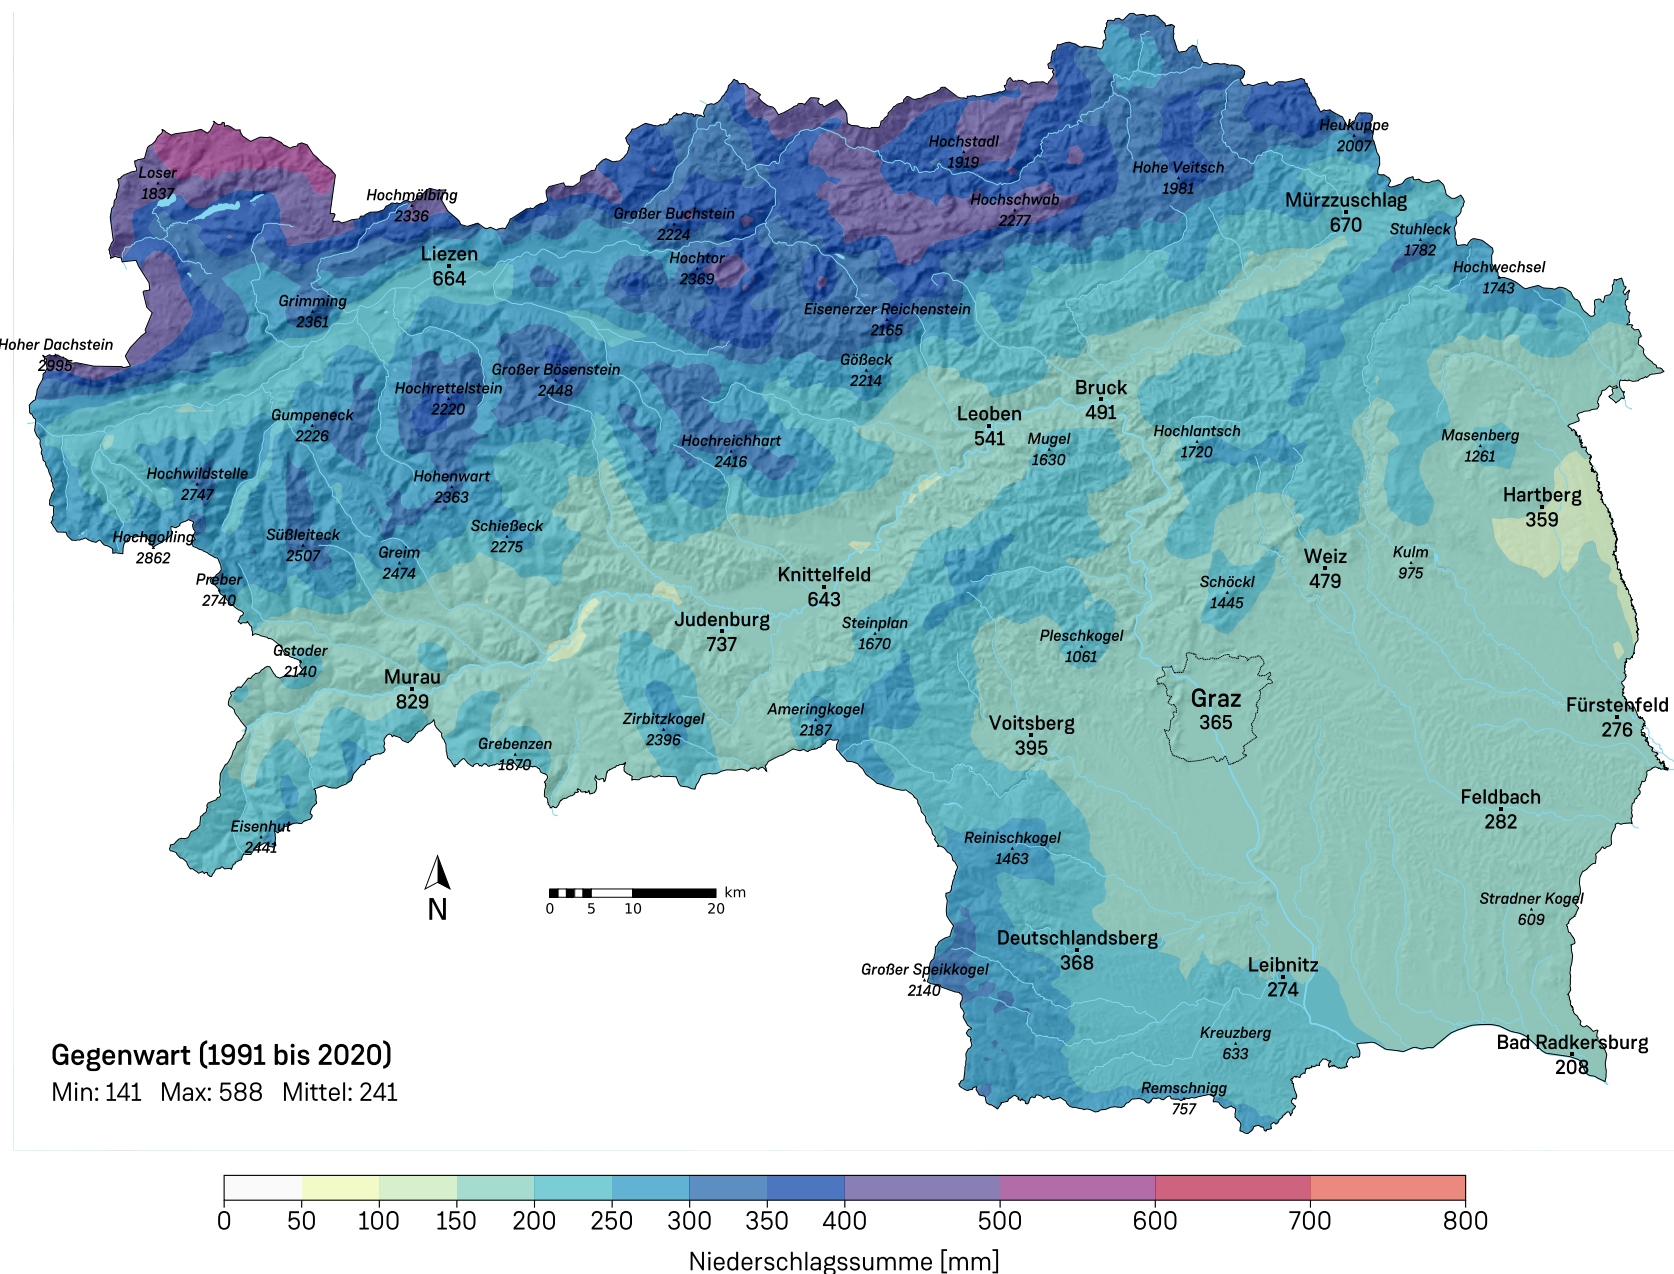 Heukuppe
2007
Hochstadl
1919
Hohe Veitsch
1981
Loser
1837
Hochmölbing
2336
Hochschwab
2277
Mürzzuschlag
670
Großer Buchstein
2224
Stuhleck
1782
Liezen
664
Hochtor
2369
Hochwechsel
1743
Grimming
2361
Eisenerzer Reichenstein
2165
Hoher Dachstein
2995
Gößeck
2214
Großer Bösenstein
2448
Hochrettelstein
2220
Bruck
491
Gumpeneck
2226
Leoben
541
Hochreichhart
2416
Mugel
1630
Hochlantsch
1720
Masenberg
1261
Hochwildstelle
2747
Hohenwart
2363
Hartberg
359
Schießeck
2275
Hochgolling
2862
Süßleiteck
2507
Greim
2474
Weiz
479
Kulm
975
Preber
2740
Knittelfeld
643
Schöckl
1445
Judenburg
737
Steinplan
1670
Pleschkogel
1061
Gstoder
2140
Murau
829
Graz
365
Fürstenfeld
276
Zirbitzkogel
2396
Ameringkogel
2187
Voitsberg
395
Grebenzen
1870
Feldbach
282
Eisenhut
2441
Reinischkogel
1463
N
km
0 5 10 20
Stradner Kogel
609
Deutschlandsberg
368
Großer Speikkogel
2140
Leibnitz
274
Kreuzberg
633
Bad Radkersburg
208
Remschnigg
757
Gegenwart (1991 bis 2020)
Min: 141 Max: 588 Mittel: 241
0 50 100 150 200 250 300 350 400 500 600 700 800
Niederschlagssumme [mm]